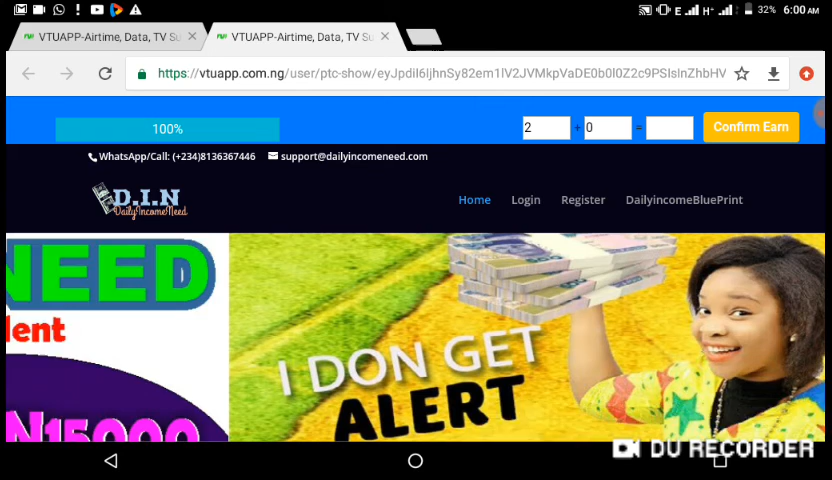 E H+ 32% 6:00 AM
VTUAPP-Airtime, Data, TV Su
VTUAPP-Airtime, Data, TV Su
https://vtuapp.com.ng/user/ptc-show/
100%
2 + 0 =
Confirm Earn
WhatsApp/Call: (+234)8136367446
support@dailyincomeneed.com
D.I.N
DailyIncomeNeed
Home
Login
Register
DailyincomeBluePrint
NEED
lent
N15000
I DON GET
ALERT
DU RECORDER